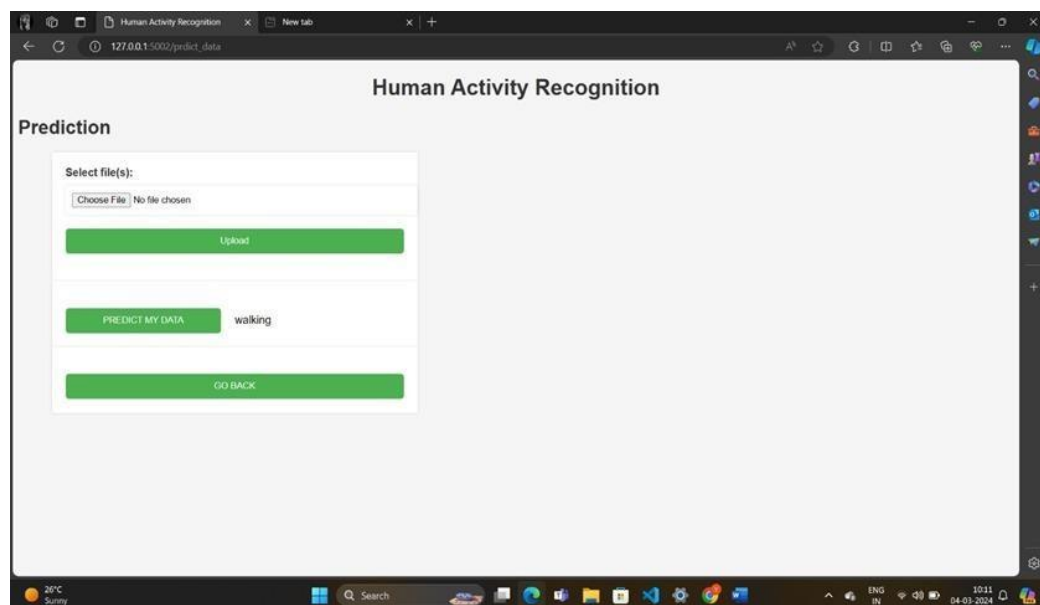 Human Activity Recognition
New tab
127.0.0.1:5002/prdict_data
Human Activity Recognition
Prediction
Select file(s):
Choose File No file chosen
Upload
PREDICT MY DATA walking
GO BACK
26°C
Sunny
Search
ENG
IN
10:11
04-03-2024